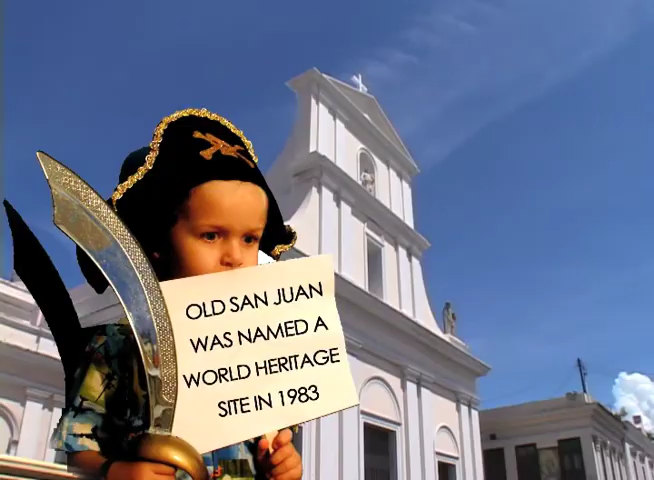 OLD SAN JUAN
WAS NAMED A
WORLD HERITAGE
SITE IN 1983